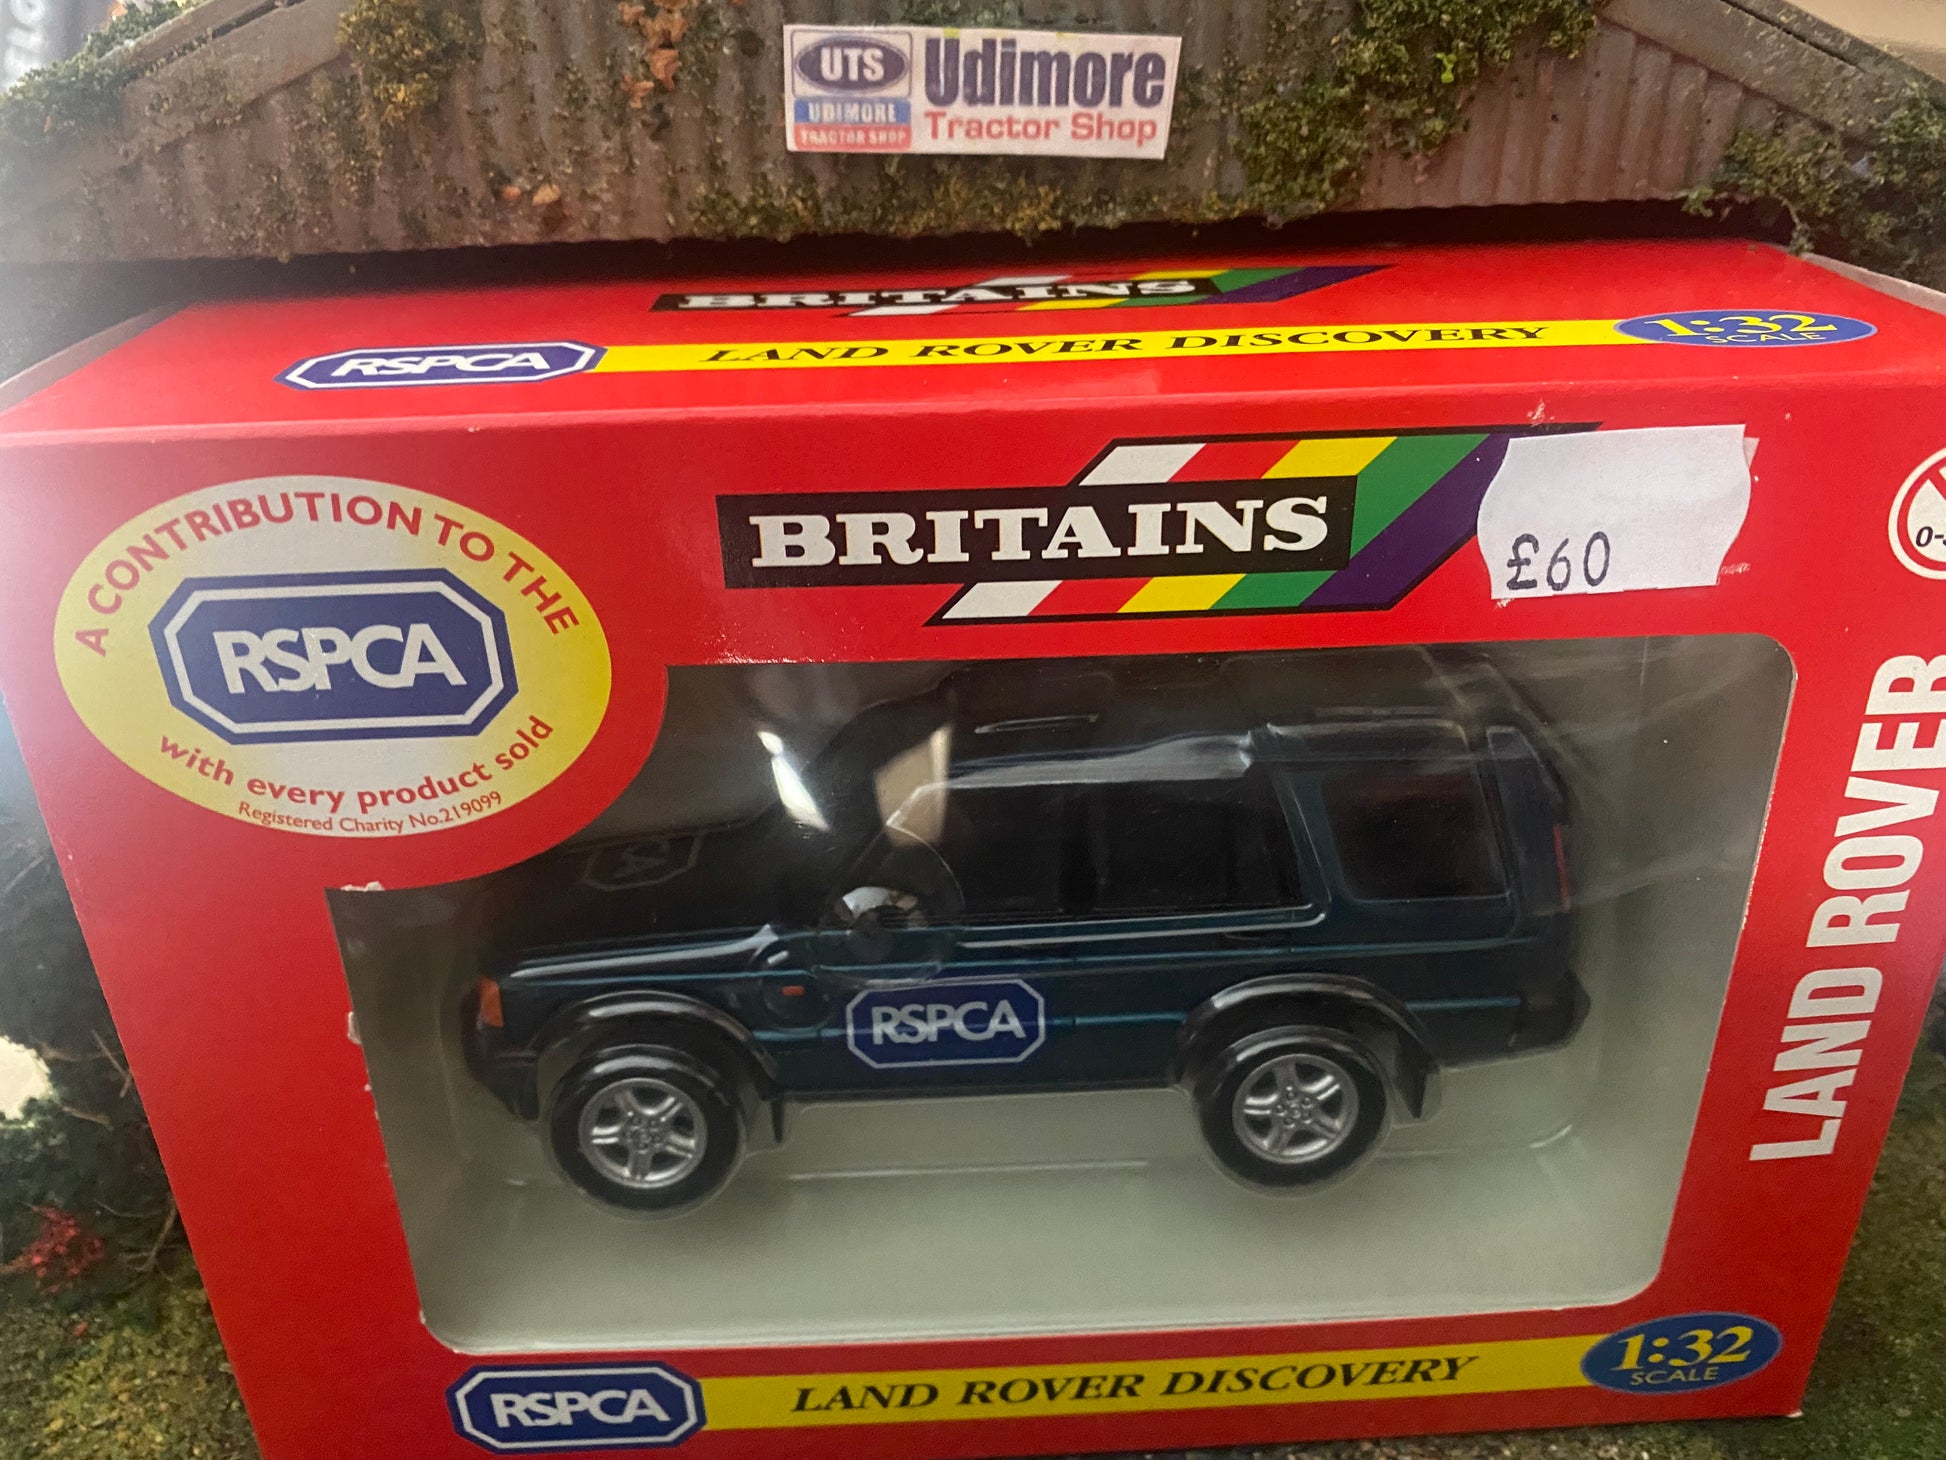 UTS
UDIMORE
TRACTOR SHOP
Udimore
Tractor Shop
BRITAINS
RSPCA
LAND ROVER DISCOVERY
1:32
SCALE
A CONTRIBUTION TO THE
RSPCA
with every product sold
Registered Charity No.219099
BRITAINS
£60
LAND ROVER
RSPCA
RSPCA
LAND ROVER DISCOVERY
1:32
SCALE